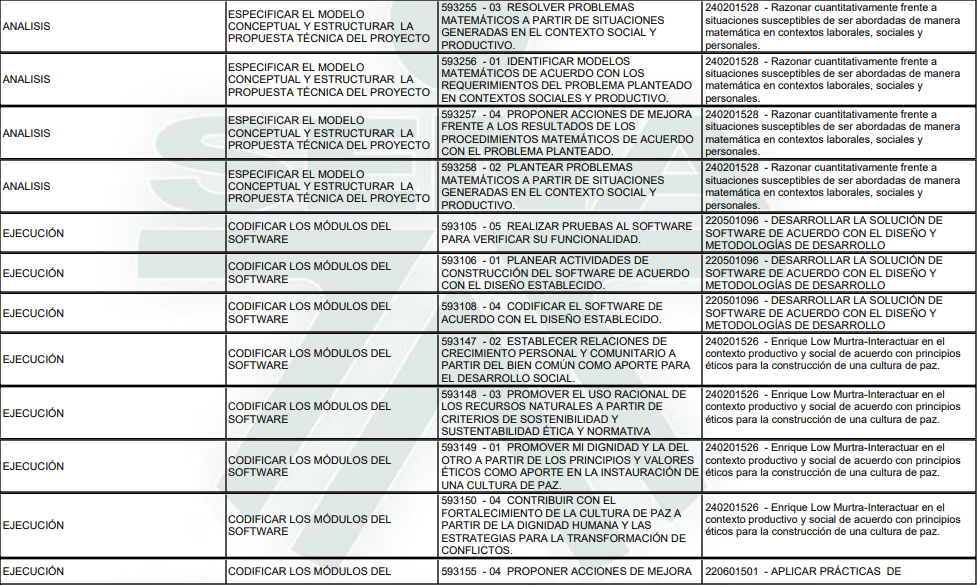 ANALISIS
ESPECIFICAR EL MODELO
CONCEPTUAL Y ESTRUCTURAR LA
PROPUESTA TÉCNICA DEL PROYECTO
593255 - 03 RESOLVER PROBLEMAS
MATEMÁTICOS A PARTIR DE SITUACIONES
GENERADAS EN EL CONTEXTO SOCIAL Y
PRODUCTIVO.
240201528 - Razonar cuantitativamente frente a
situaciones susceptibles de ser abordadas de manera
matemática en contextos laborales, sociales y
personales.
ANALISIS
ESPECIFICAR EL MODELO
CONCEPTUAL Y ESTRUCTURAR LA
PROPUESTA TÉCNICA DEL PROYECTO
593256 - 01 IDENTIFICAR MODELOS
MATEMÁTICOS DE ACUERDO CON LOS
REQUERIMIENTOS DEL PROBLEMA PLANTEADO
EN CONTEXTOS SOCIALES Y PRODUCTIVO.
240201528 - Razonar cuantitativamente frente a
situaciones susceptibles de ser abordadas de manera
matemática en contextos laborales, sociales y
personales.
ANALISIS
ESPECIFICAR EL MODELO
CONCEPTUAL Y ESTRUCTURAR LA
PROPUESTA TÉCNICA DEL PROYECTO
593257 - 04 PROPONER ACCIONES DE MEJORA
FRENTE A LOS RESULTADOS DE LOS
PROCEDIMIENTOS MATEMÁTICOS DE ACUERDO
CON EL PROBLEMA PLANTEADO.
240201528 - Razonar cuantitativamente frente a
situaciones susceptibles de ser abordadas de manera
matemática en contextos laborales, sociales y
personales.
ANALISIS
ESPECIFICAR EL MODELO
CONCEPTUAL Y ESTRUCTURAR LA
PROPUESTA TÉCNICA DEL PROYECTO
593258 - 02 PLANTEAR PROBLEMAS
MATEMÁTICOS A PARTIR DE SITUACIONES
GENERADAS EN EL CONTEXTO SOCIAL Y
PRODUCTIVO.
240201528 - Razonar cuantitativamente frente a
situaciones susceptibles de ser abordadas de manera
matemática en contextos laborales, sociales y
personales.
EJECUCIÓN
CODIFICAR LOS MÓDULOS DEL
SOFTWARE
593105 - 05 REALIZAR PRUEBAS AL SOFTWARE
PARA VERIFICAR SU FUNCIONALIDAD.
220501096 - DESARROLLAR LA SOLUCIÓN DE
SOFTWARE DE ACUERDO CON EL DISEÑO Y
METODOLOGÍAS DE DESARROLLO
EJECUCIÓN
CODIFICAR LOS MÓDULOS DEL
SOFTWARE
593106 - 01 PLANEAR ACTIVIDADES DE
CONSTRUCCIÓN DEL SOFTWARE DE ACUERDO
CON EL DISEÑO ESTABLECIDO.
220501096 - DESARROLLAR LA SOLUCIÓN DE
SOFTWARE DE ACUERDO CON EL DISEÑO Y
METODOLOGÍAS DE DESARROLLO
EJECUCIÓN
CODIFICAR LOS MÓDULOS DEL
SOFTWARE
593108 - 04 CODIFICAR EL SOFTWARE DE
ACUERDO CON EL DISEÑO ESTABLECIDO.
220501096 - DESARROLLAR LA SOLUCIÓN DE
SOFTWARE DE ACUERDO CON EL DISEÑO Y
METODOLOGÍAS DE DESARROLLO
EJECUCIÓN
CODIFICAR LOS MÓDULOS DEL
SOFTWARE
593147 - 02 ESTABLECER RELACIONES DE
CRECIMIENTO PERSONAL Y COMUNITARIO A
PARTIR DEL BIEN COMÚN COMO APORTE PARA
EL DESARROLLO SOCIAL.
240201526 - Enrique Low Murtra-Interactuar en el
contexto productivo y social de acuerdo con principios
éticos para la construcción de una cultura de paz.
EJECUCIÓN
CODIFICAR LOS MÓDULOS DEL
SOFTWARE
593148 - 03 PROMOVER EL USO RACIONAL DE
LOS RECURSOS NATURALES A PARTIR DE
CRITERIOS DE SOSTENIBILIDAD Y
SUSTENTABILIDAD ÉTICA Y NORMATIVA
240201526 - Enrique Low Murtra-Interactuar en el
contexto productivo y social de acuerdo con principios
éticos para la construcción de una cultura de paz.
EJECUCIÓN
CODIFICAR LOS MÓDULOS DEL
SOFTWARE
593149 - 01 PROMOVER MI DIGNIDAD Y LA DEL
OTRO A PARTIR DE LOS PRINCIPIOS Y VALORES
ÉTICOS COMO APORTE EN LA INSTAURACIÓN DE
UNA CULTURA DE PAZ.
240201526 - Enrique Low Murtra-Interactuar en el
contexto productivo y social de acuerdo con principios
éticos para la construcción de una cultura de paz.
EJECUCIÓN
CODIFICAR LOS MÓDULOS DEL
SOFTWARE
593150 - 04 CONTRIBUIR CON EL
FORTALECIMIENTO DE LA CULTURA DE PAZ A
PARTIR DE LA DIGNIDAD HUMANA Y LAS
ESTRATEGIAS PARA LA TRANSFORMACIÓN DE
CONFLICTOS.
240201526 - Enrique Low Murtra-Interactuar en el
contexto productivo y social de acuerdo con principios
éticos para la construcción de una cultura de paz.
EJECUCIÓN
CODIFICAR LOS MÓDULOS DEL
593155 - 04 PROPONER ACCIONES DE MEJORA
220601501 - APLICAR PRÁCTICAS DE
SENA